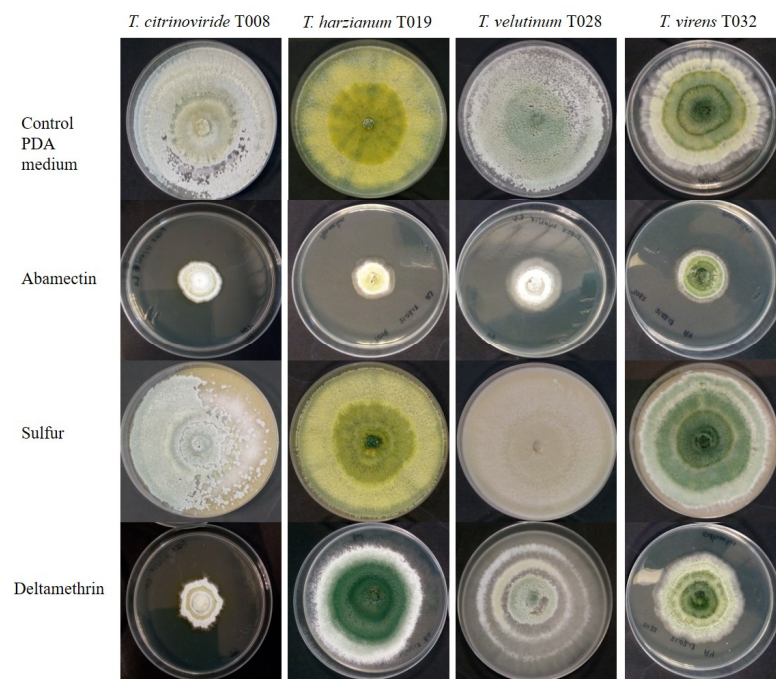 T. citrinoviride T008 T. harzianum T019 T. velutinum T028 T. virens T032
Control
PDA
medium
Abamectin
Sulfur
Deltamethrin